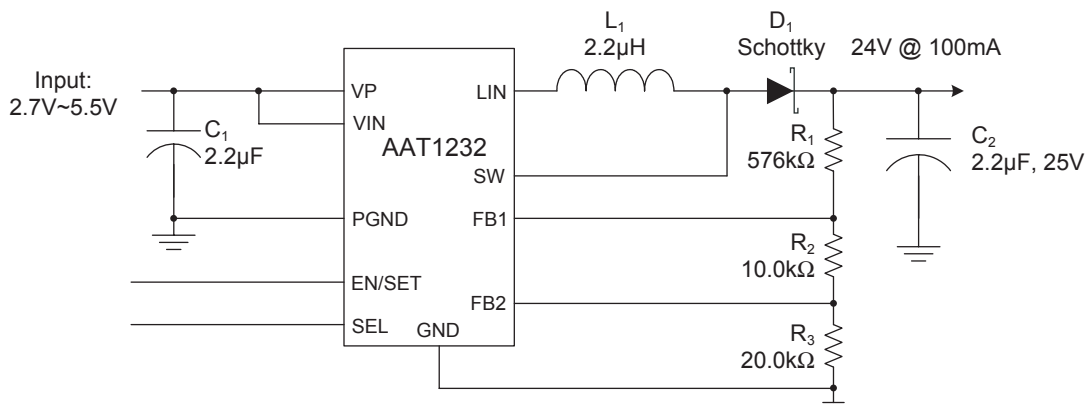 L₁
2.2µH
D₁
Schottky
24V @ 100mA
Input:
2.7V~5.5V
C₁
2.2µF
VP
VIN
LIN
AAT1232
SW
PGND
FB1
EN/SET
FB2
SEL
GND
R₁
576kΩ
C₂
2.2µF, 25V
R₂
10.0kΩ
R₃
20.0kΩ